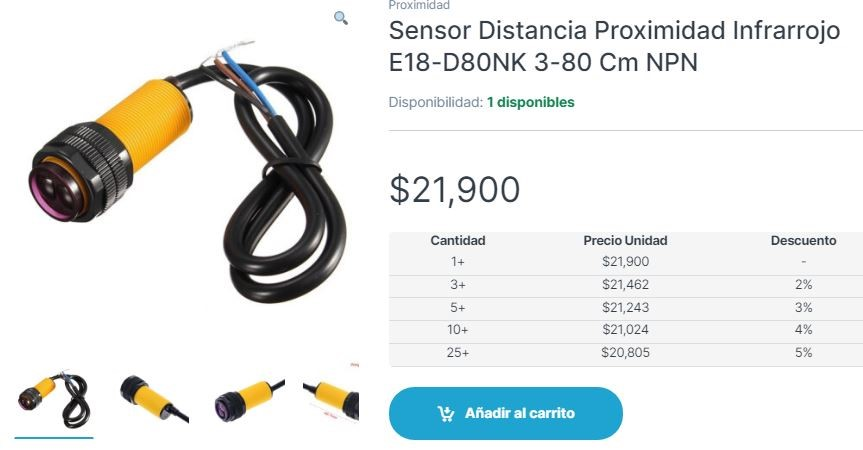 Proximidad
Sensor Distancia Proximidad Infrarrojo
E18-D80NK 3-80 Cm NPN
Disponibilidad: 1 disponibles
$21,900
Cantidad Precio Unidad Descuento
1+ $21,900 -
3+ $21,462 2%
5+ $21,243 3%
10+ $21,024 4%
25+ $20,805 5%
Añadir al carrito